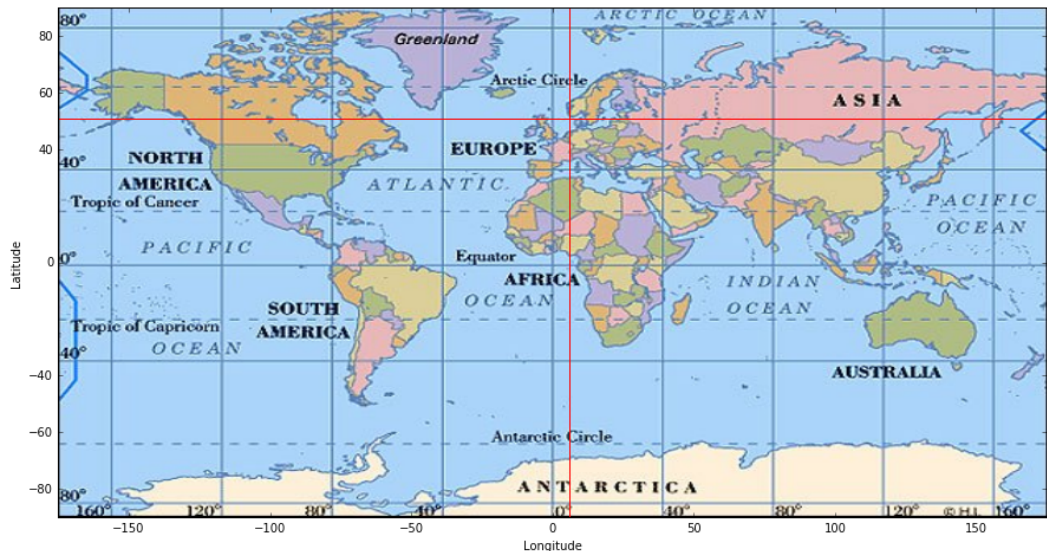 80
60
40
20
0
−20
−40
−60
−80
Latitude
ARCTIC OCEAN
Greenland
Arctic Circle
ASIA
EUROPE
NORTH
AMERICA
40°
ATLANTIC
Tropic of Cancer
PACIFIC
OCEAN
PACIFIC
Equator
0°
AFRICA
INDIAN
OCEAN
OCEAN
SOUTH
AMERICA
Tropic of Capricorn
OCEAN
40°
AUSTRALIA
Antarctic Circle
ANTARCTICA
80°
160° 120° 80° 40° 0° 40° 80° 120° © H.I. 160°
−150 −100 −50 0 50 100 150
Longitude